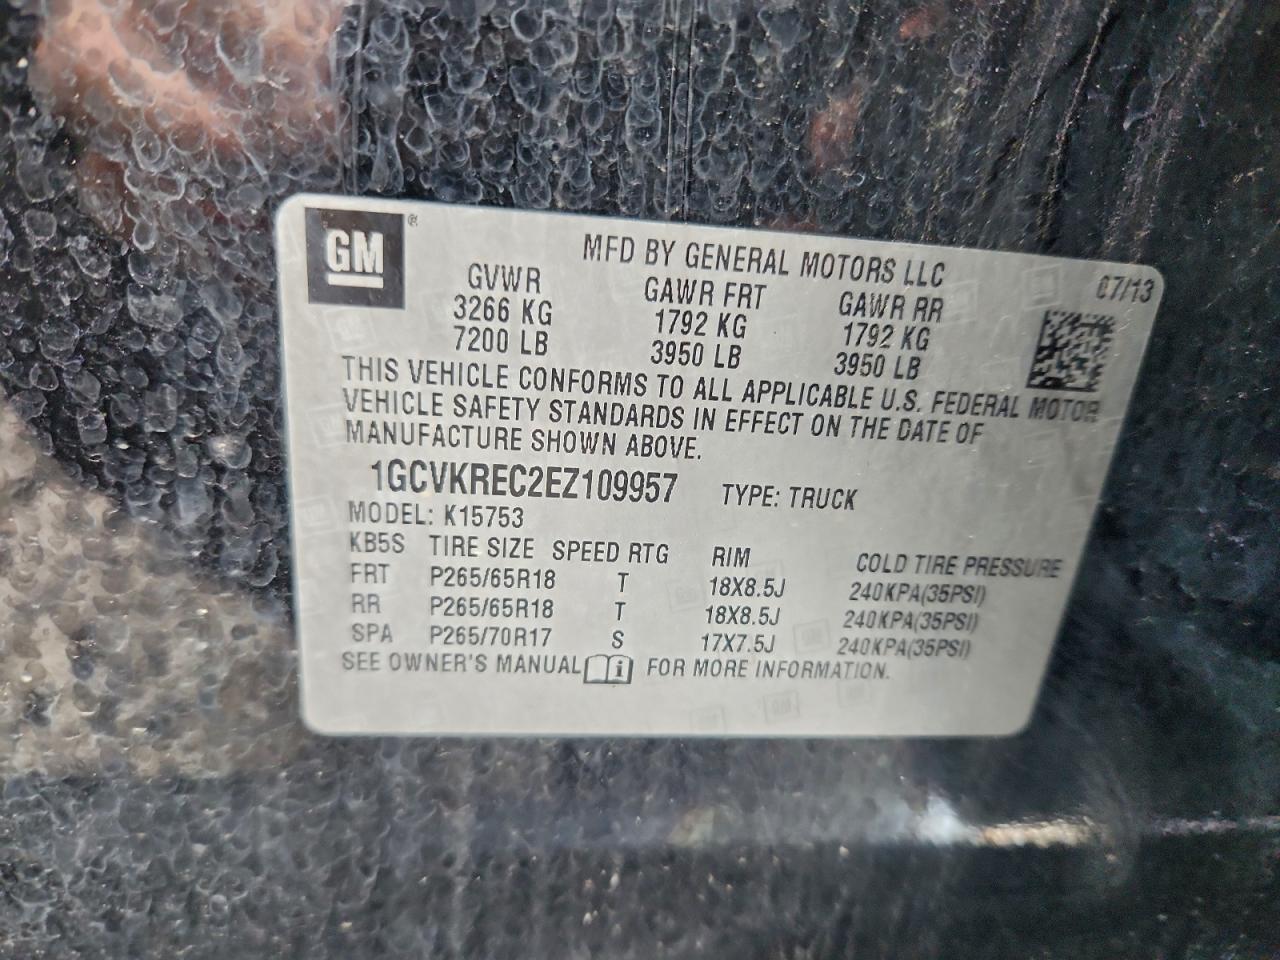 GM®
MFD BY GENERAL MOTORS LLC
07/13
GVWR GAWR FRT GAWR RR
3266 KG 1792 KG 1792 KG
7200 LB 3950 LB 3950 LB
THIS VEHICLE CONFORMS TO ALL APPLICABLE U.S. FEDERAL MOTOR
VEHICLE SAFETY STANDARDS IN EFFECT ON THE DATE OF
MANUFACTURE SHOWN ABOVE.
1GCVKREC2EZ109957 TYPE: TRUCK
MODEL: K15753
KB5S TIRE SIZE SPEED RTG RIM COLD TIRE PRESSURE
FRT P265/65R18 T 18X8.5J 240KPA(35PSI)
RR P265/65R18 T 18X8.5J 240KPA(35PSI)
SPA P265/70R17 S 17X7.5J 240KPA(35PSI)
SEE OWNER'S MANUAL i FOR MORE INFORMATION.